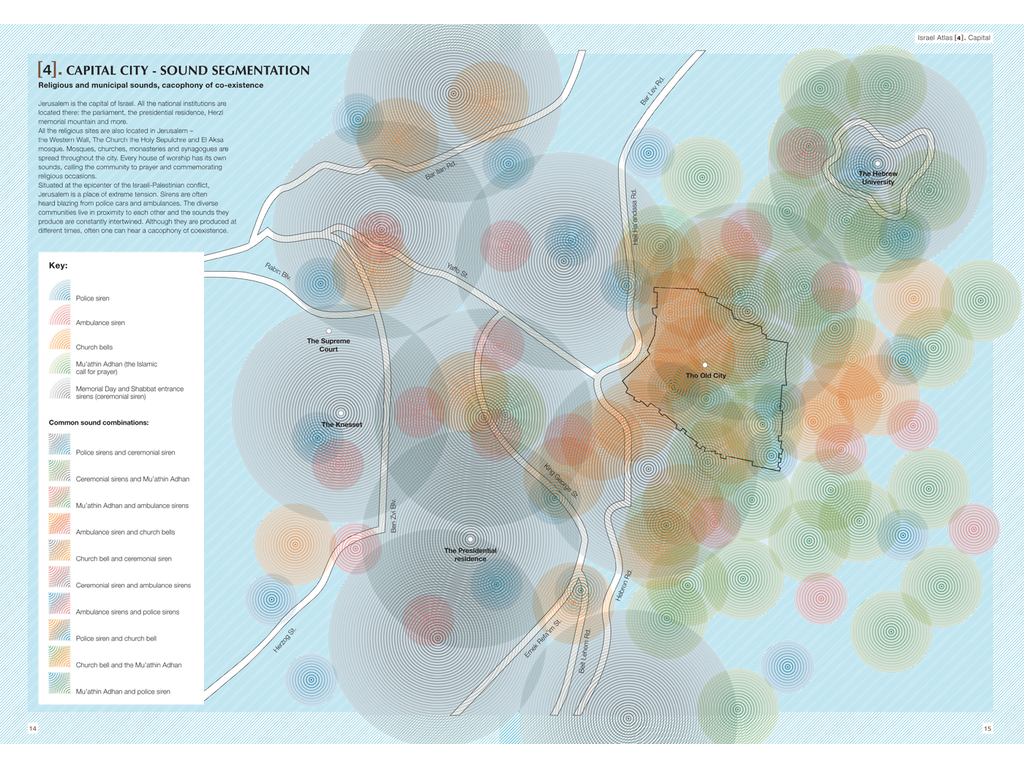 Israel Atlas [4]. Capital
[4]. CAPITAL CITY - SOUND SEGMENTATION
Religious and municipal sounds, cacophony of co-existence
Jerusalem is the capital of Israel. All the national institutions are
located there: the parliament, the presidential residence, Herzl
memorial mountain and more.
All the religious sites are also located in Jerusalem –
the Western Wall, The Church the Holy Sepulchre and El Aksa
mosque. Mosques, churches, monasteries and synagogues are
spread throughout the city. Every house of worship has its own
sounds, calling the community to prayer and commemorating
religious occasions.
Situated at the epicenter of the Israeli-Palestinian conflict,
Jerusalem is a place of extreme tension. Sirens are often
heard blazing from police cars and ambulances. The diverse
communities live in proximity to each other and the sounds they
produce are constantly intertwined. Although they are produced at
different times, often one can hear a cacophony of coexistence.
Key:
Police siren
Ambulance siren
Church bells
Mu'athin Adhan (the Islamic
call for prayer)
Memorial Day and Shabbat entrance
sirens (ceremonial siren)
Common sound combinations:
Police sirens and ceremonial siren
Ceremonial sirens and Mu'athin Adhan
Mu'athin Adhan and ambulance sirens
Ambulance siren and church bells
Church bell and ceremonial siren
Ceremonial siren and ambulance sirens
Ambulance sirens and police sirens
Police siren and church bell
Church bell and the Mu'athin Adhan
Mu'athin Adhan and police siren
Bar Lev Rd.
Bar Ilan Rd.
The Hebrew
University
Heil Hahandasa Rd.
Rabin Blv.
Yaffo St.
The Supreme
Court
The Old City
The Knesset
King George St.
Ben Zvi Blv.
The Presidential
residence
Hebron Rd.
Herzog St.
Emek Refa'im St.
Beit Lehem Rd.
14
15